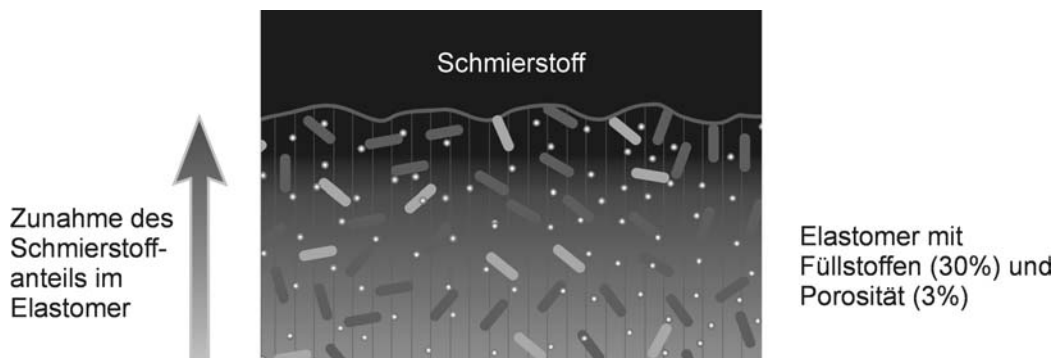 Schmierstoff
Zunahme des
Schmierstoff-
anteils im
Elastomer
Elastomer mit
Füllstoffen (30%) und
Porosität (3%)